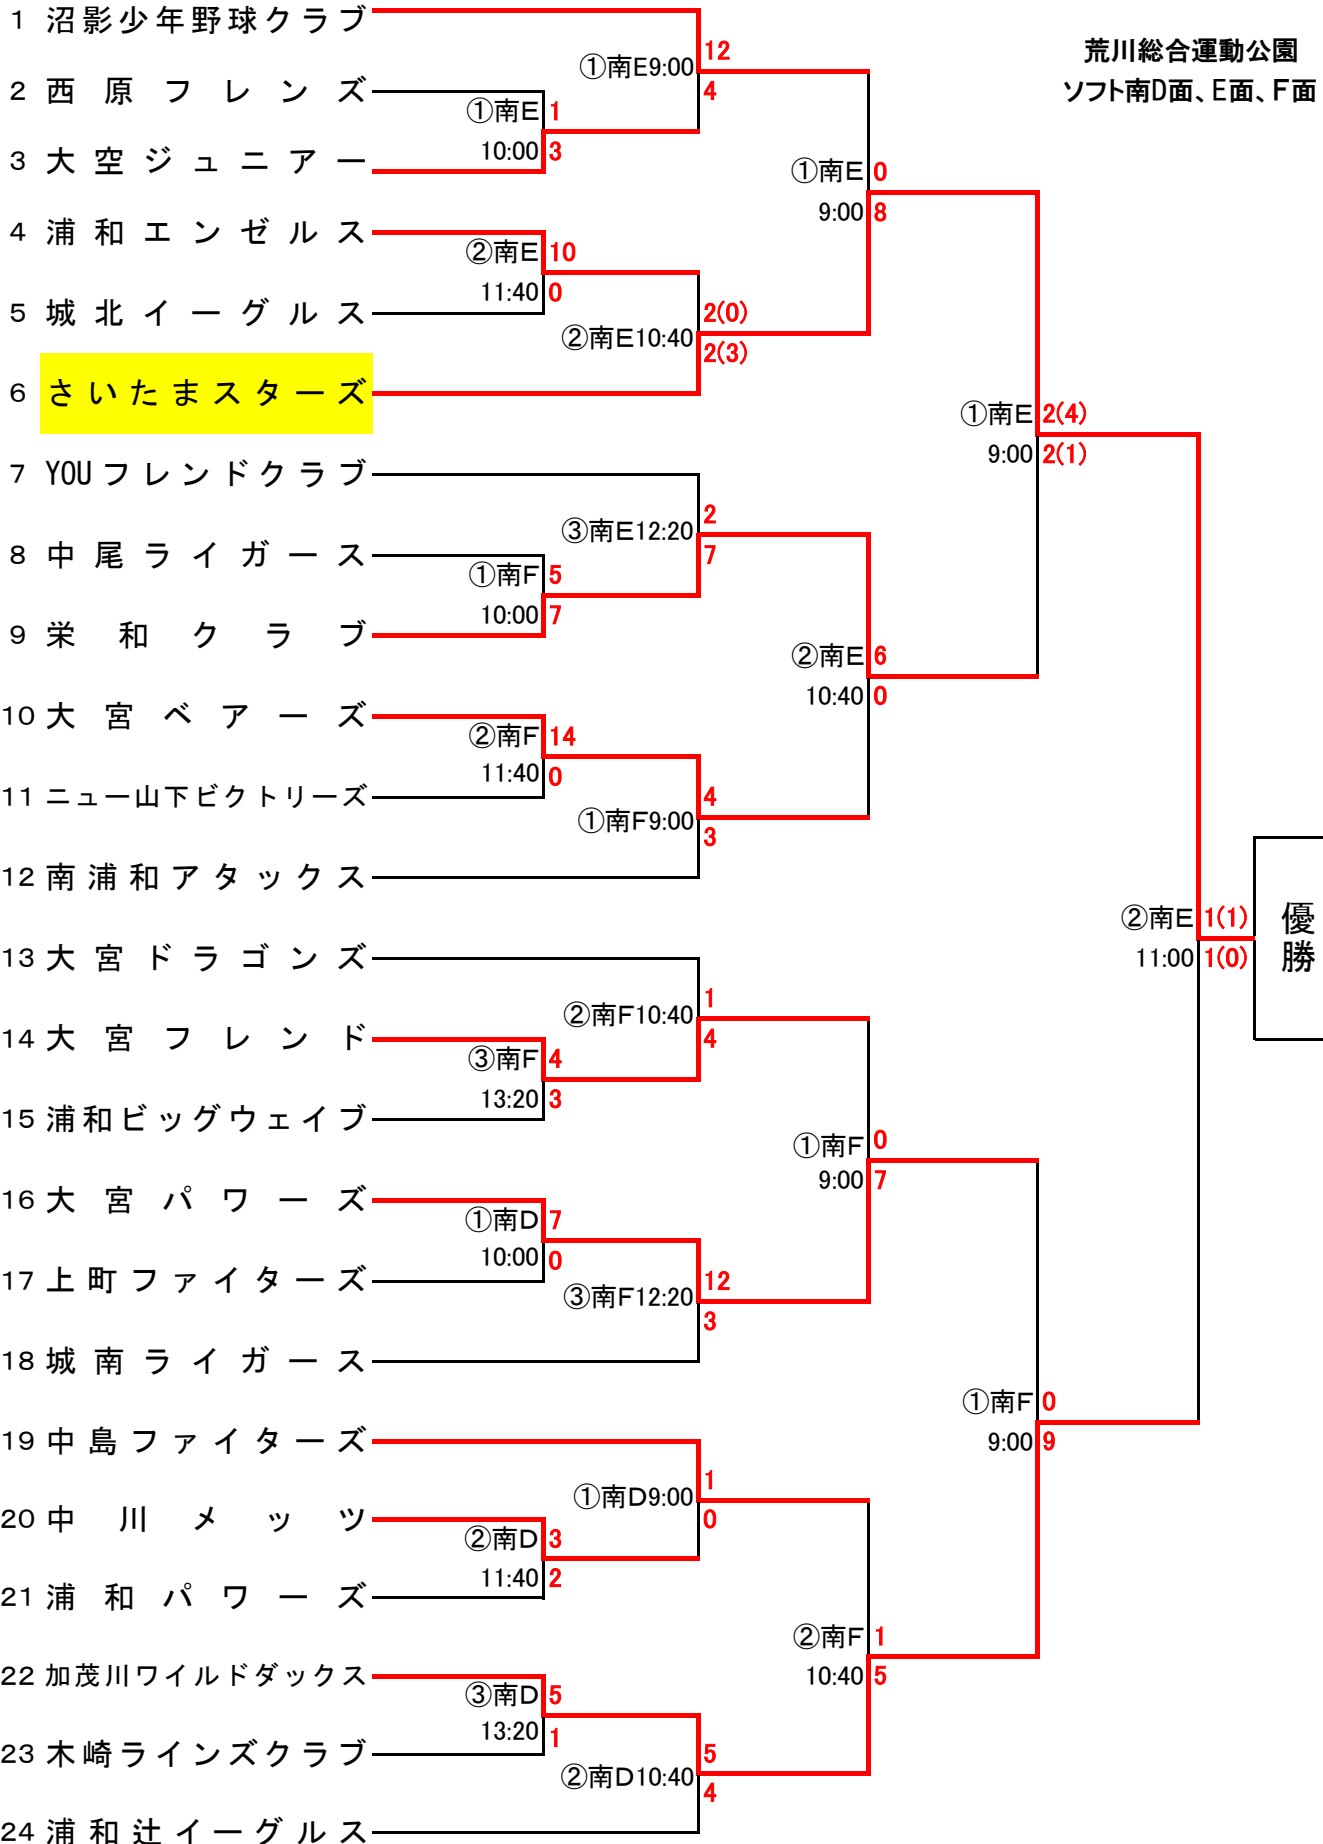 1 沼影少年野球クラブ
12
①南E9:00
4
荒川総合運動公園
ソフト南D面、E面、F面
2 西原フレンズ
①南E 1
10:00 3
3 大空ジュニアー
①南E 0
9:00 8
4 浦和エンゼルス
②南E 10
11:40 0
5 城北イーグルス
2(0)
②南E10:40
2(3)
6 さいたまスターズ
①南E 2(4)
9:00 2(1)
7 YOUフレンドクラブ
2
③南E12:20
7
8 中尾ライガース
①南F 5
10:00 7
9 栄和クラブ
②南E 6
10:40 0
10 大宮ベアーズ
②南F 14
11:40 0
11 ニュー山下ビクトリーズ
4
①南F9:00
3
12 南浦和アタックス
②南E 1(1)
11:00 1(0)
優勝
13 大宮ドラゴンズ
1
②南F10:40
4
14 大宮フレンド
③南F 4
13:20 3
15 浦和ビッグウェイブ
①南F 0
9:00 7
16 大宮パワーズ
①南D 7
10:00 0
17 上町ファイターズ
12
③南F12:20
3
18 城南ライガース
①南F 0
9:00 9
19 中島ファイターズ
1
①南D9:00
0
20 中川メッツ
②南D 3
11:40 2
21 浦和パワーズ
②南F 1
10:40 5
22 加茂川ワイルドダックス
③南D 5
13:20 1
23 木崎ラインズクラブ
5
②南D10:40
4
24 浦和辻イーグルス